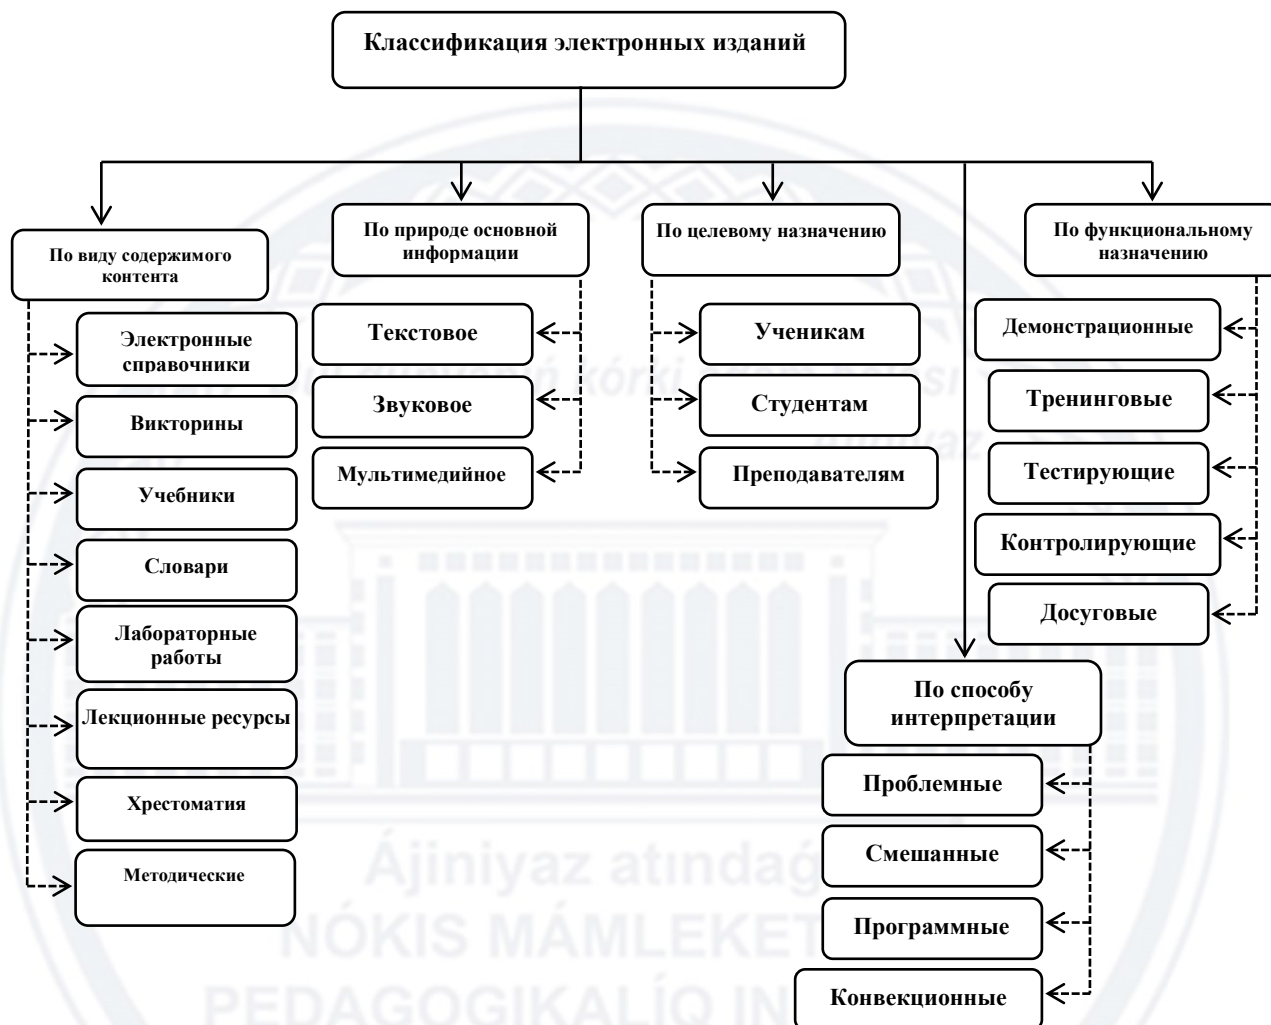 Классификация электронных изданий
По виду содержимого
контента
Электронные
справочники
Викторины
Учебники
Словари
Лабораторные
работы
Лекционные ресурсы
Хрестоматия
Методические
По природе основной
информации
Текстовое
Звуковое
Мультимедийное
По целевому назначению
Ученикам
Студентам
Преподавателям
По функциональному
назначению
Демонстрационные
Тренинговые
Тестирующие
Контролирующие
Досуговые
По способу
интерпретации
Проблемные
Смешанные
Программные
Конвекционные
kórki
Ájiniyaz atındaǵ
NÓKIS MÁMLEKET
PEDAGOGIKALÍQ IN